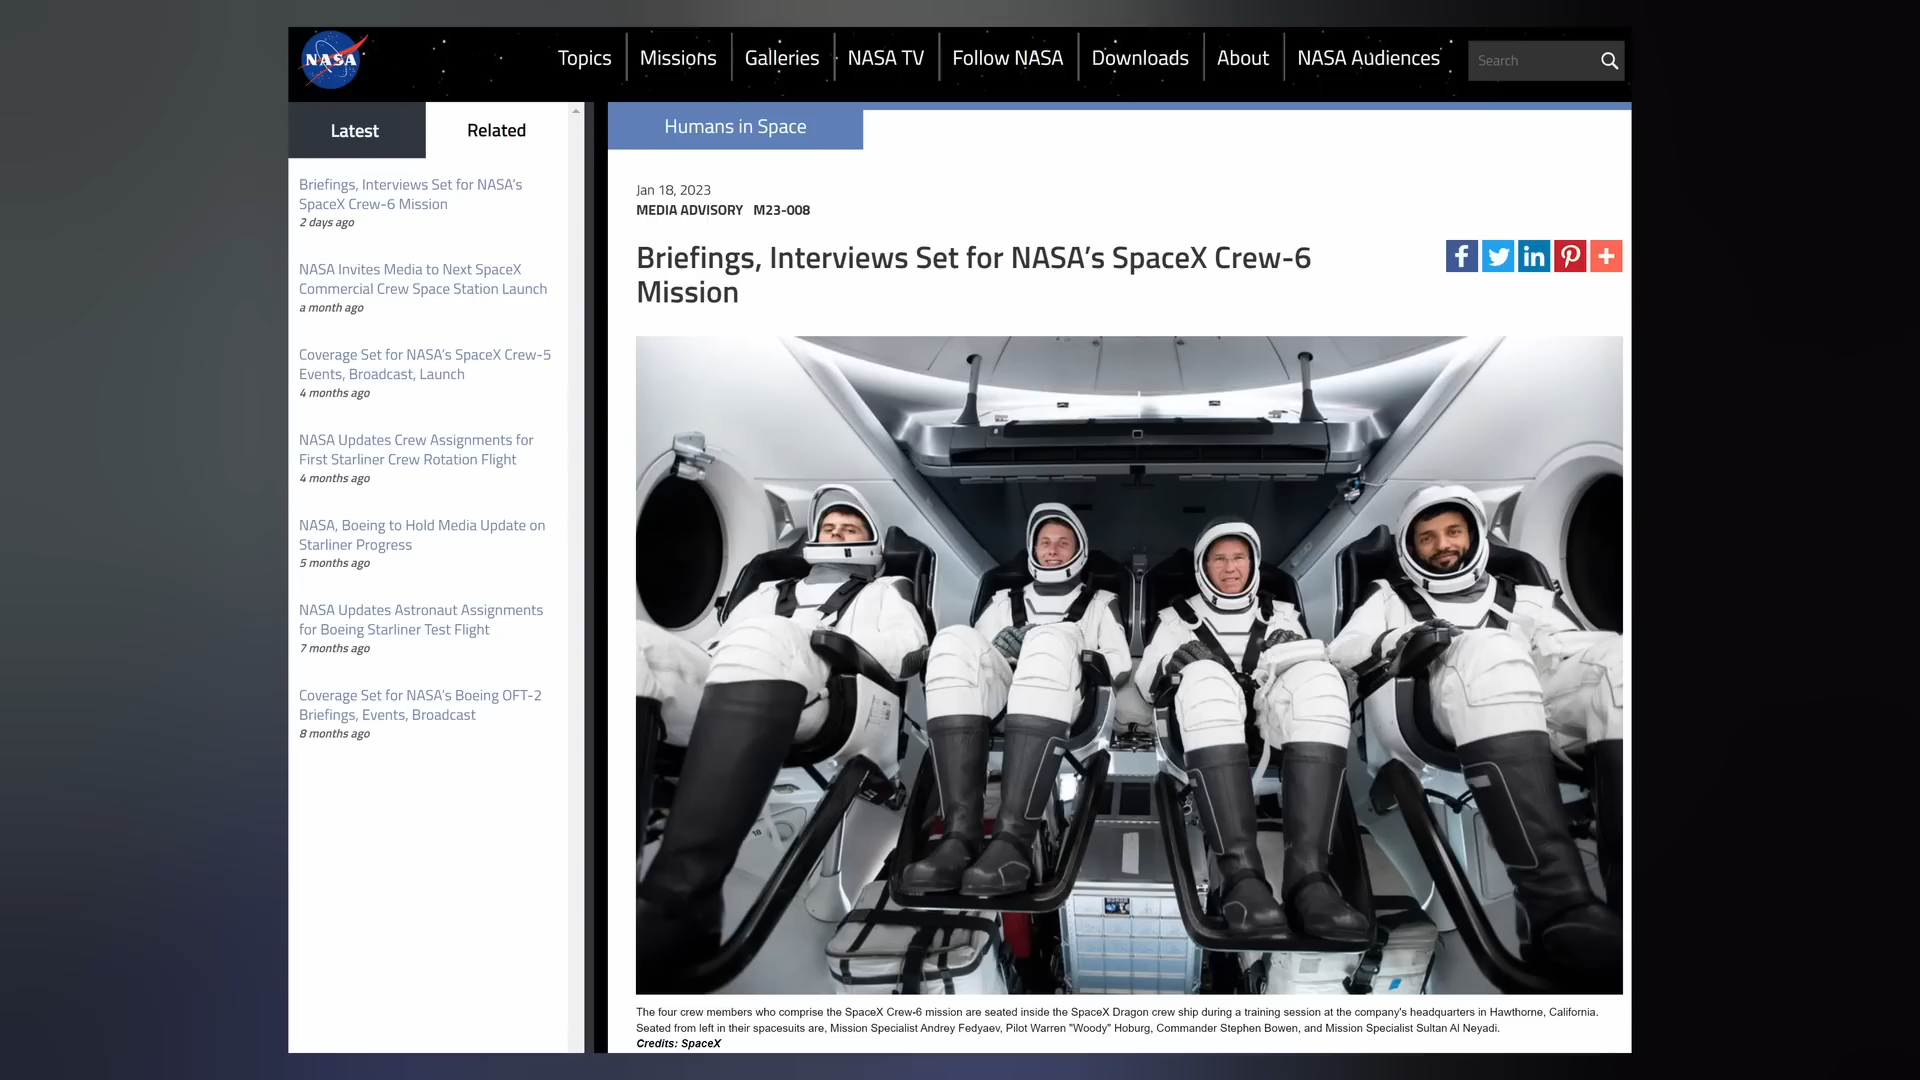 NASA
Topics
Missions
Galleries
NASA TV
Follow NASA
Downloads
About
NASA Audiences
Search
Latest
Related
Briefings, Interviews Set for NASA’s
SpaceX Crew-6 Mission
2 days ago
NASA Invites Media to Next SpaceX
Commercial Crew Space Station Launch
a month ago
Coverage Set for NASA’s SpaceX Crew-5
Events, Broadcast, Launch
4 months ago
NASA Updates Crew Assignments for
First Starliner Crew Rotation Flight
4 months ago
NASA, Boeing to Hold Media Update on
Starliner Progress
5 months ago
NASA Updates Astronaut Assignments
for Boeing Starliner Test Flight
7 months ago
Coverage Set for NASA’s Boeing OFT-2
Briefings, Events, Broadcast
8 months ago
Humans in Space
Jan 18, 2023
MEDIA ADVISORY M23-008
Briefings, Interviews Set for NASA’s SpaceX Crew-6
Mission
18
The four crew members who comprise the SpaceX Crew-6 mission are seated inside the SpaceX Dragon crew ship during a training session at the company's headquarters in Hawthorne, California.
Seated from left in their spacesuits are, Mission Specialist Andrey Fedyaev, Pilot Warren "Woody" Hoburg, Commander Stephen Bowen, and Mission Specialist Sultan Al Neyadi.
Credits: SpaceX